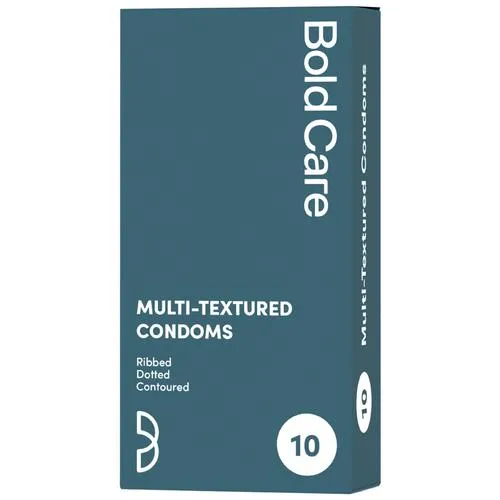 Bold Care
MULTI-TEXTURED
CONDOMS
Ribbed
Dotted
Contoured
10
Multi-Textured Condoms
10